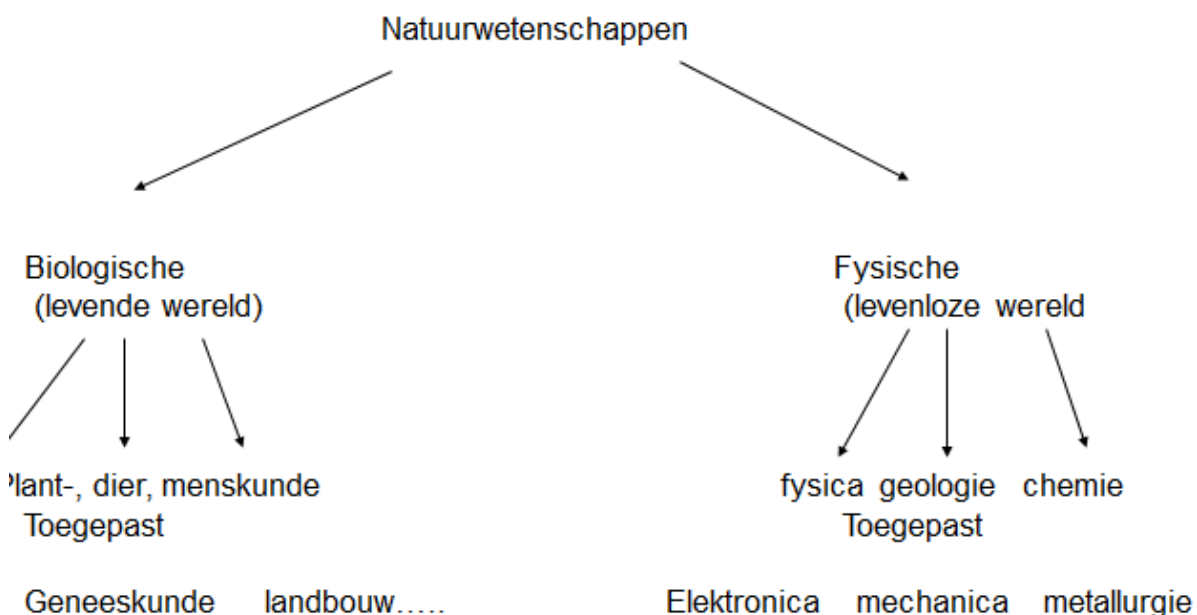 Natuurwetenschappen
Biologische
(levende wereld)
Fysische
(levenloze wereld
Plant-, dier, menskunde
Toegepast
fysica geologie chemie
Toegepast
Geneeskunde landbouw.....
Elektronica mechanica metallurgie